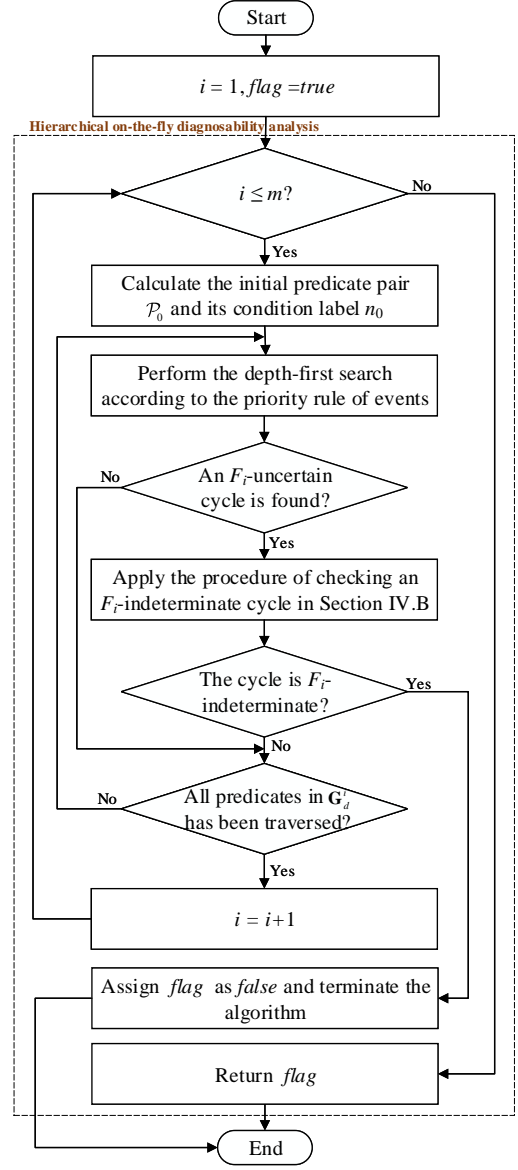 Start
i = 1, flag =true
Hierarchical on-the-fly diagnosability analysis
i ≤ m?
No
Yes
Calculate the initial predicate pair
𝒫₀ and its condition label n₀
Perform the depth-first search
according to the priority rule of events
No
An Fᵢ-uncertain
cycle is found?
Yes
Apply the procedure of checking an
Fᵢ-indeterminate cycle in Section IV.B
The cycle is Fᵢ-
indeterminate?
Yes
No
No
All predicates in G_d^i
has been traversed?
Yes
i = i+1
Assign flag as false and terminate the
algorithm
Return flag
End